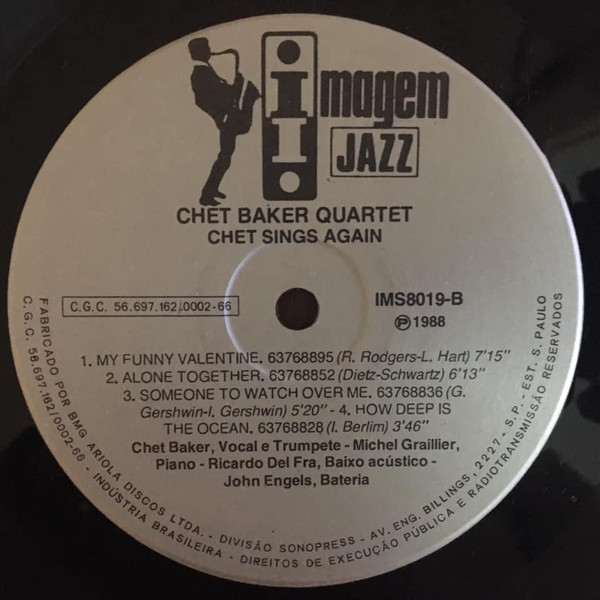 Imagem
JAZZ
CHET BAKER QUARTET
CHET SINGS AGAIN
C.G.C. 56.697.162/0002-66
IMS8019-B
Ⓟ1988
1. MY FUNNY VALENTINE. 63768895 (R. Rodgers-L. Hart) 7'15"
2. ALONE TOGETHER. 63768852 (Dietz-Schwartz) 6'13"
3. SOMEONE TO WATCH OVER ME. 63768836 (G.
Gershwin-I. Gershwin) 5'20" - 4. HOW DEEP IS
THE OCEAN. 63768828 (I. Berlim) 3'46"
Chet Baker, Vocal e Trumpete - Michel Graillier,
Piano - Ricardo Del Fra, Baixo acústico -
John Engels, Bateria
FABRICADO POR BMG ARIOLA DISCOS LTDA. - DIVISÃO SONOPRESS - AV. ENG. BILLINGS, 2227 - S.P. - EST. S. PAULO
C.G.C. 56.697.162/0002-66 - INDÚSTRIA BRASILEIRA - DIREITOS DE EXECUÇÃO PÚBLICA E RADIOTRANSMISSÃO RESERVADOS